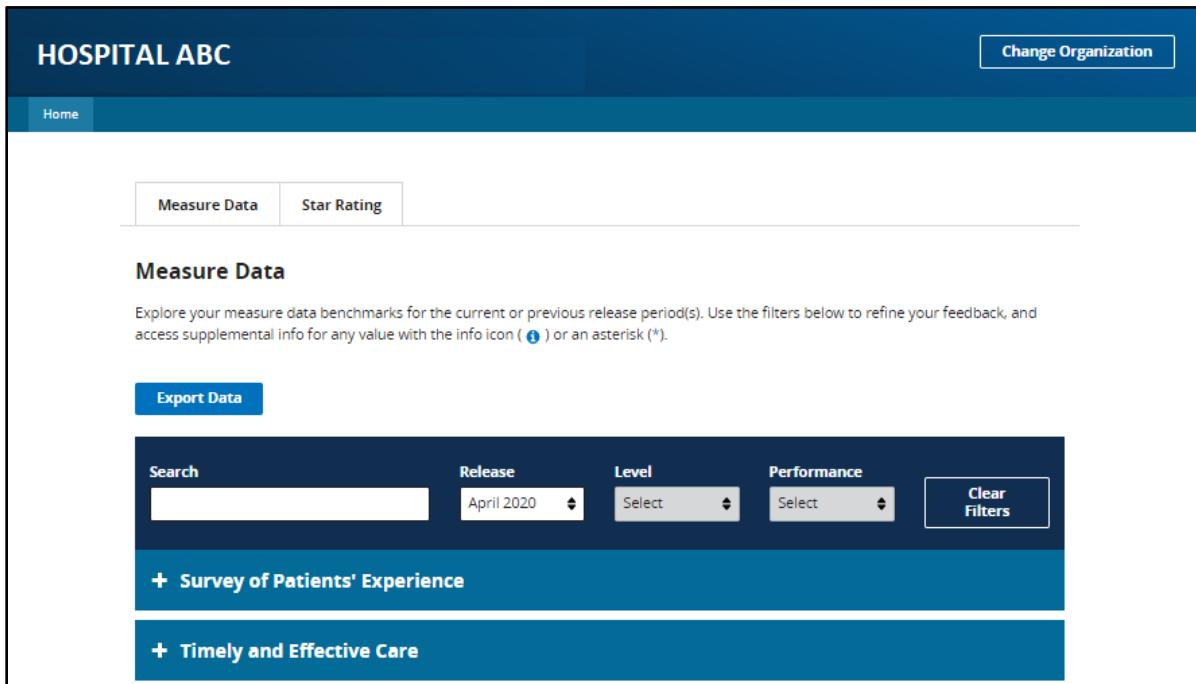 HOSPITAL ABC
Change Organization
Home
Measure Data
Star Rating
Measure Data
Explore your measure data benchmarks for the current or previous release period(s). Use the filters below to refine your feedback, and
access supplemental info for any value with the info icon ( i ) or an asterisk (*).
Export Data
Search
Release
Level
Performance
April 2020
Select
Select
Clear
Filters
+ Survey of Patients' Experience
+ Timely and Effective Care